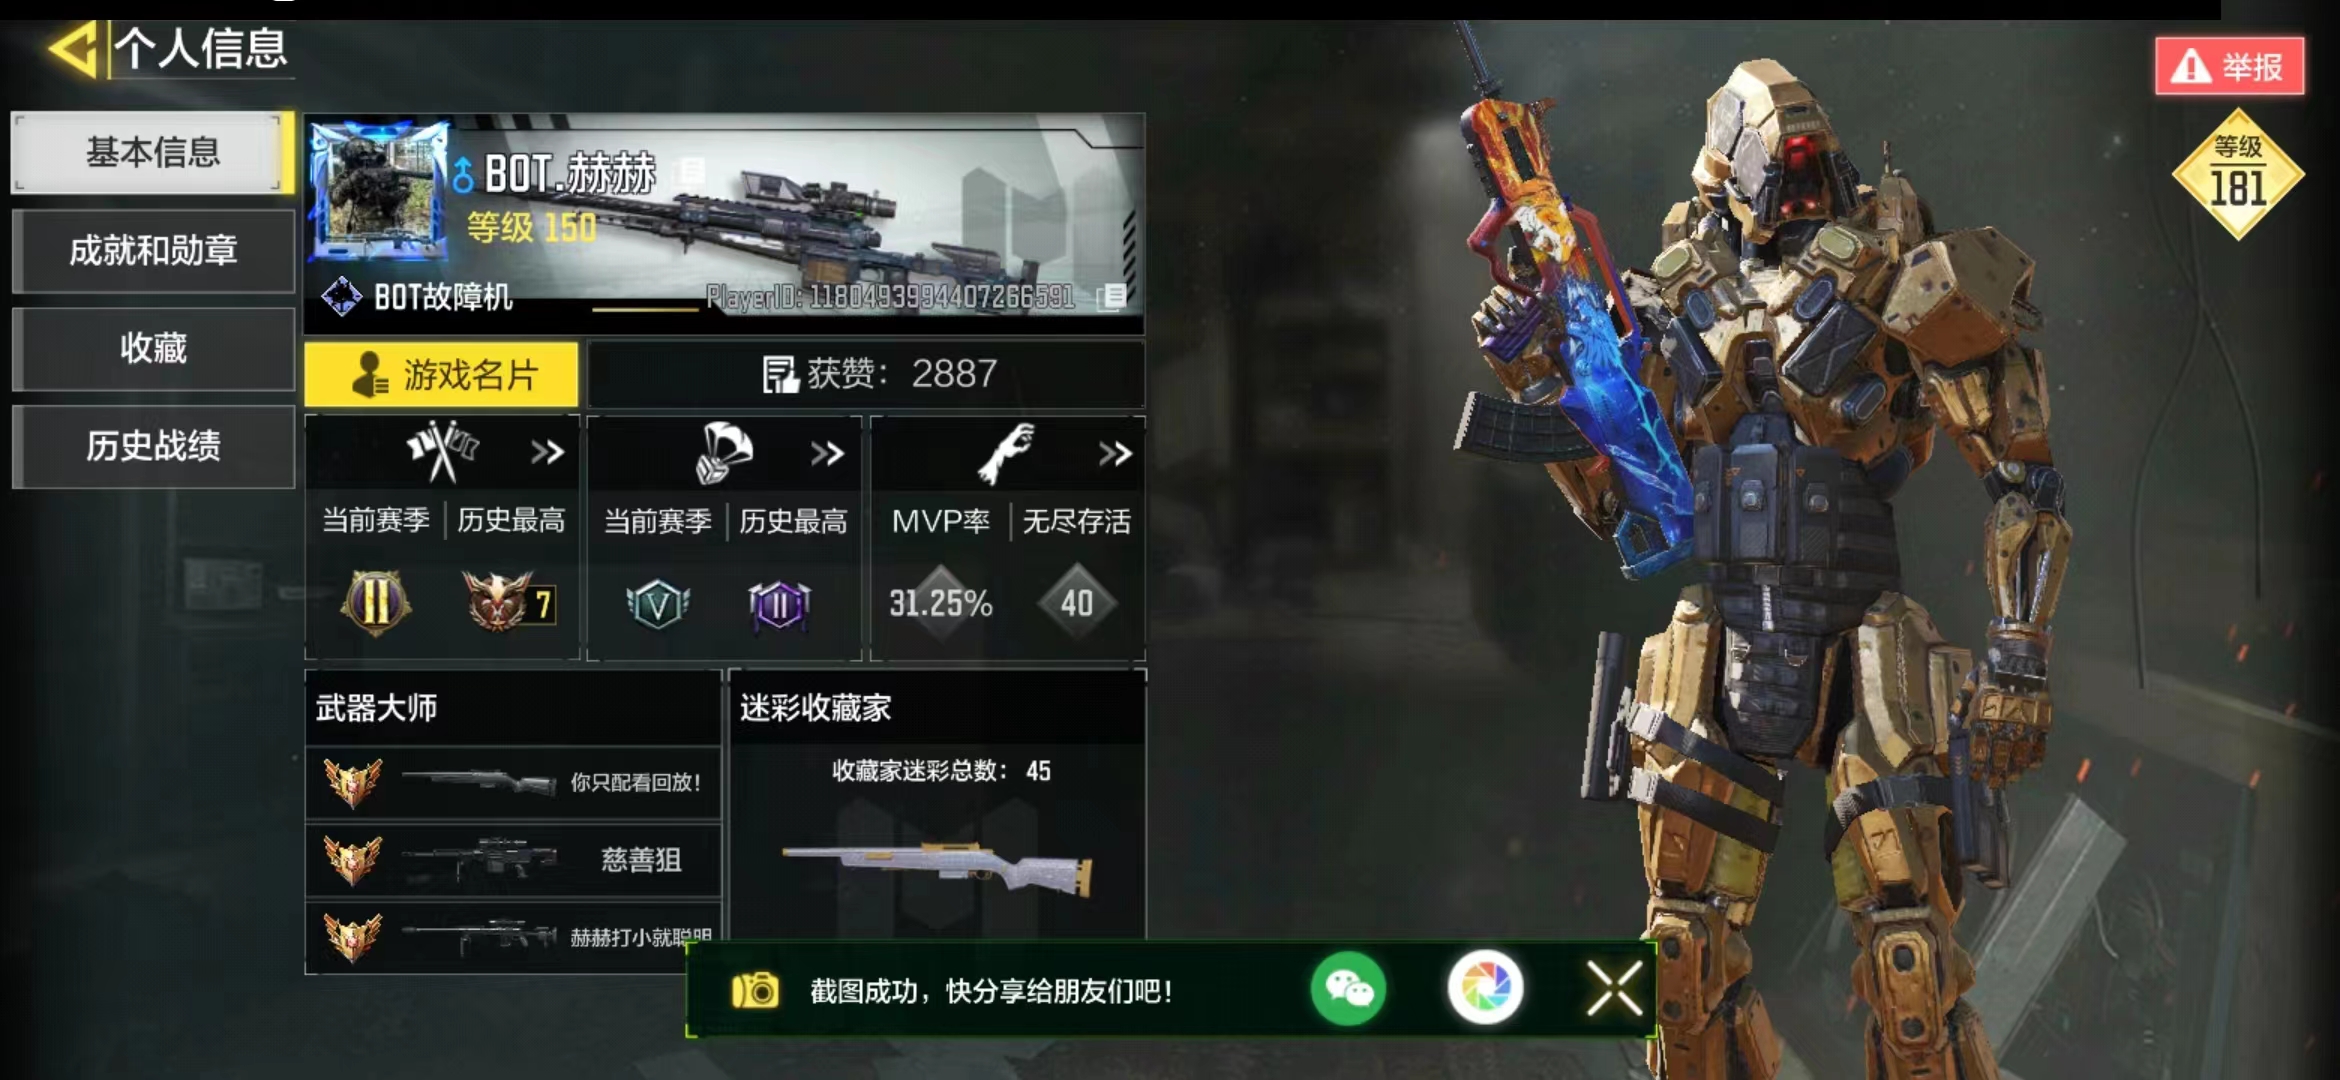 个人信息
举报
等级
181
基本信息
成就和勋章
收藏
历史战绩
BOT.赫赫
等级 150
BOT故障机
PlayerID: 1180493994407266591
游戏名片
获赞： 2887
当前赛季 历史最高
II 7
当前赛季 历史最高
V II
MVP率 无尽存活
31.25% 40
武器大师
你只配看回放！
慈善狙
赫赫打小就聪明
迷彩收藏家
收藏家迷彩总数： 45
截图成功，快分享给朋友们吧！